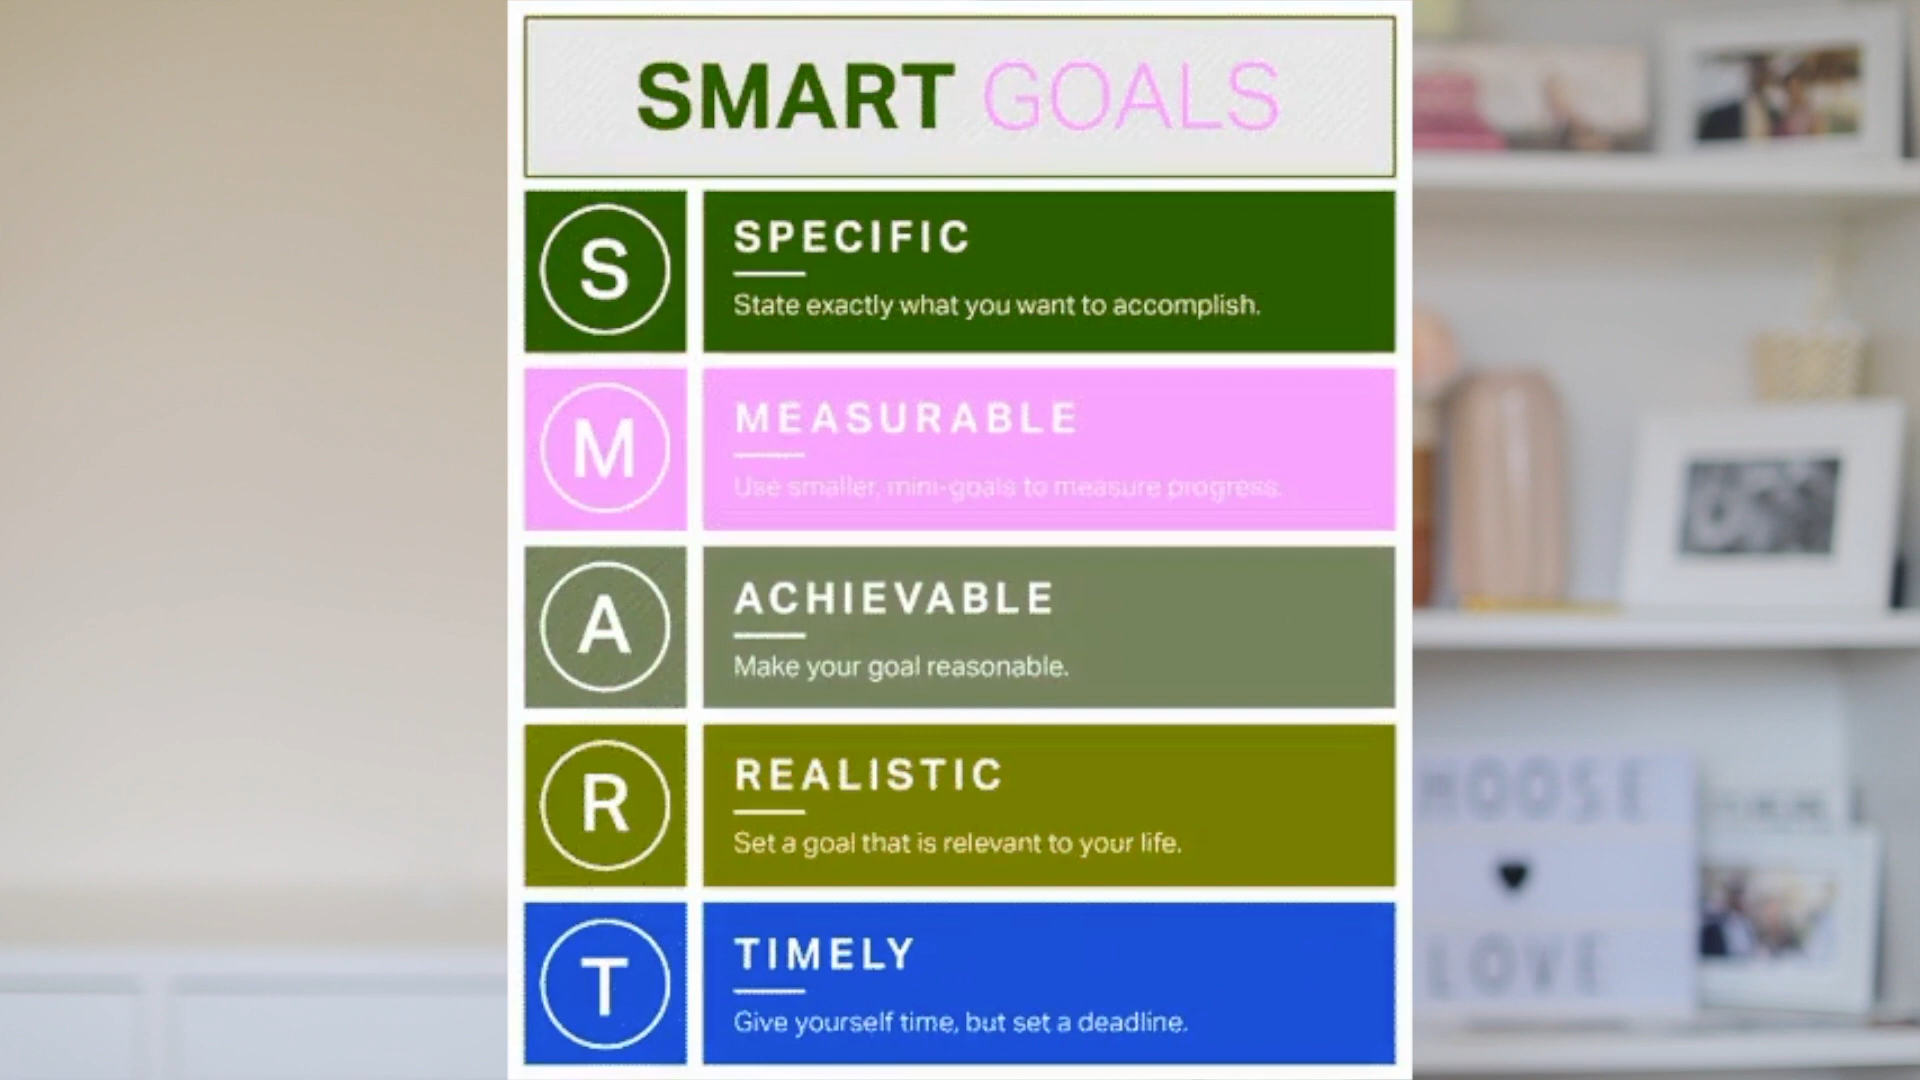 SMART GOALS
S
SPECIFIC
State exactly what you want to accomplish.
M
MEASURABLE
Use smaller, mini-goals to measure progress.
A
ACHIEVABLE
Make your goal reasonable.
R
REALISTIC
Set a goal that is relevant to your life.
T
TIMELY
Give yourself time, but set a deadline.
HOOSE
LOVE